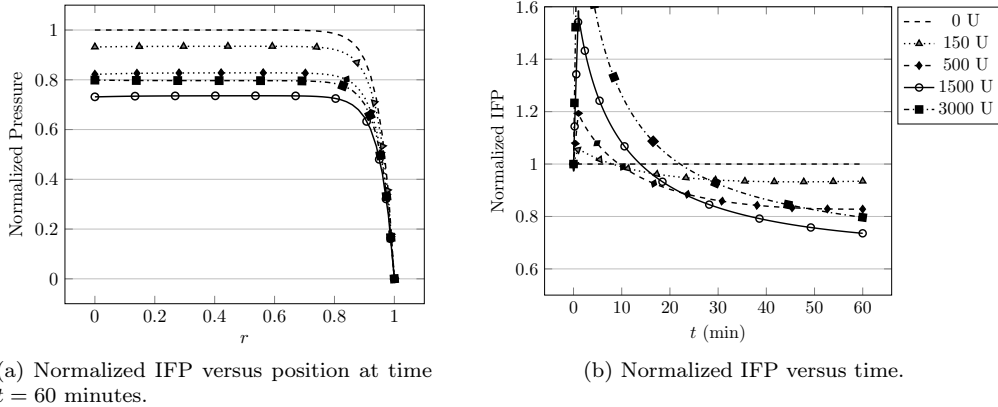 1
0.8
0.6
0.4
0.2
0
Normalized Pressure
0 0.2 0.4 0.6 0.8 1
r
a) Normalized IFP versus position at time
t = 60 minutes.
1.6
1.4
1.2
1
0.8
0.6
Normalized IFP
0 10 20 30 40 50 60
t (min)
0 U
150 U
500 U
1500 U
3000 U
(b) Normalized IFP versus time.